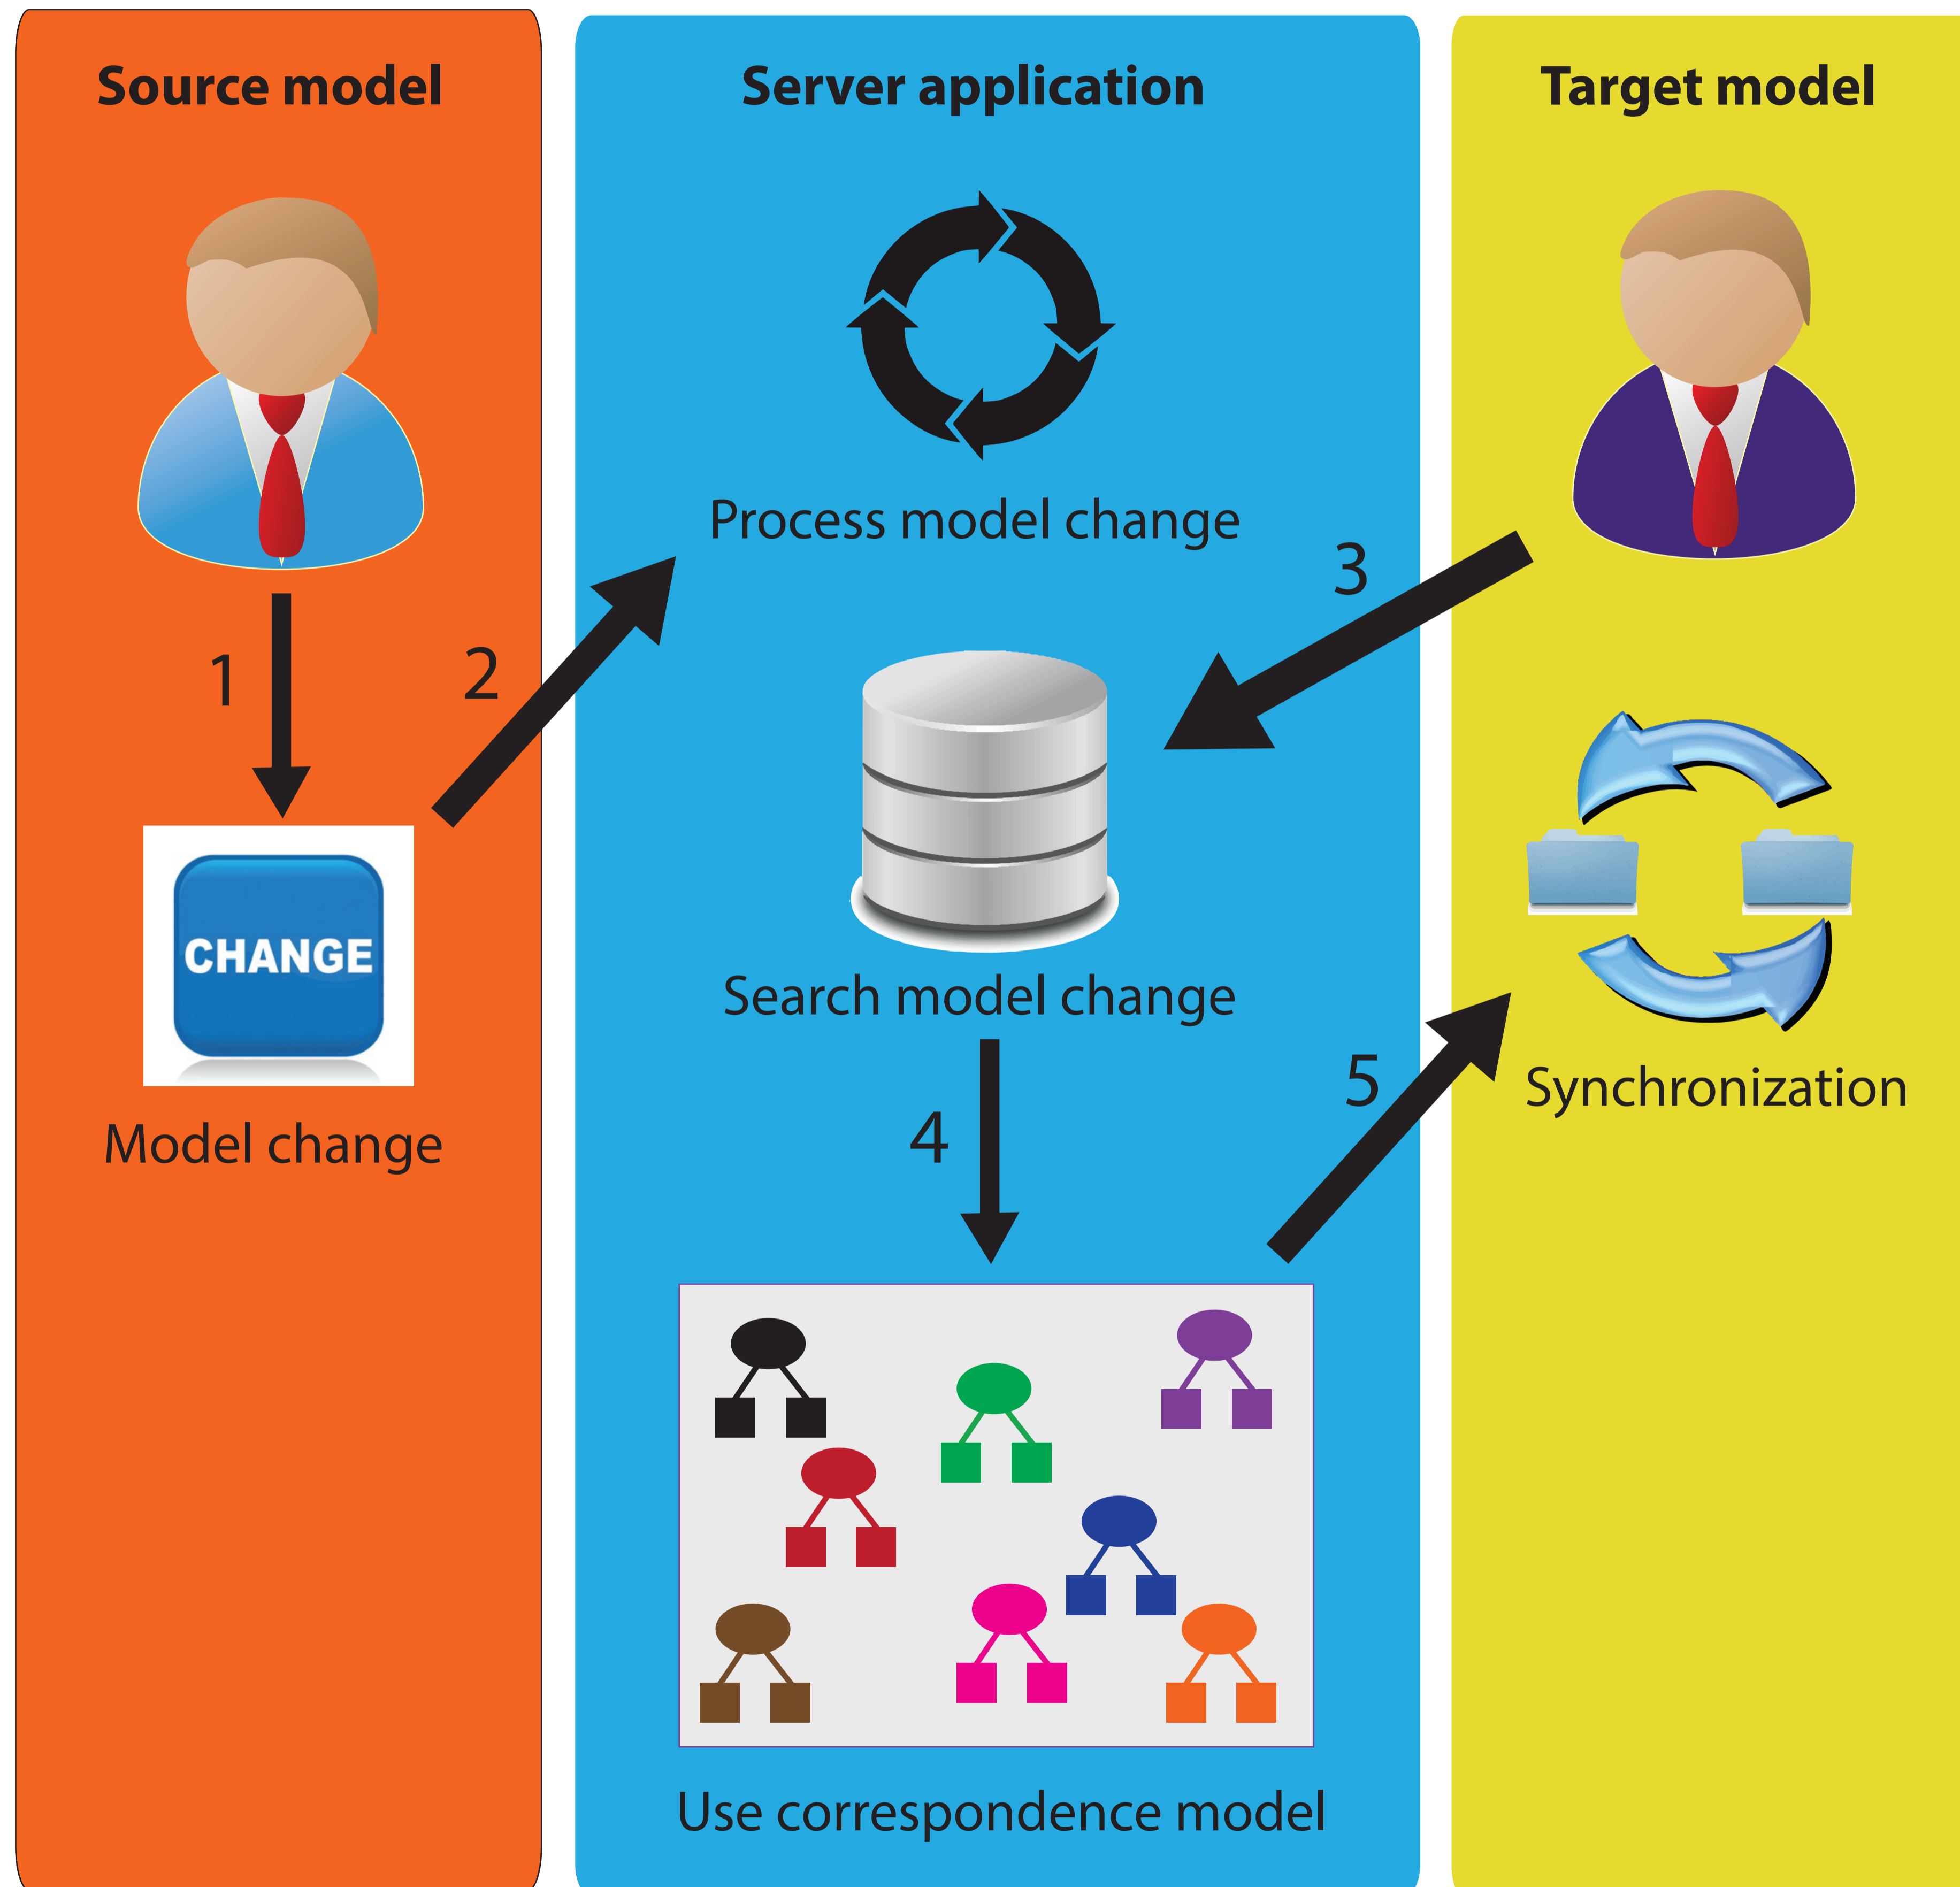 Source model
Server application
Target model
Process model change
3
1
2
CHANGE
Model change
Search model change
4
5
Synchronization
Use correspondence model